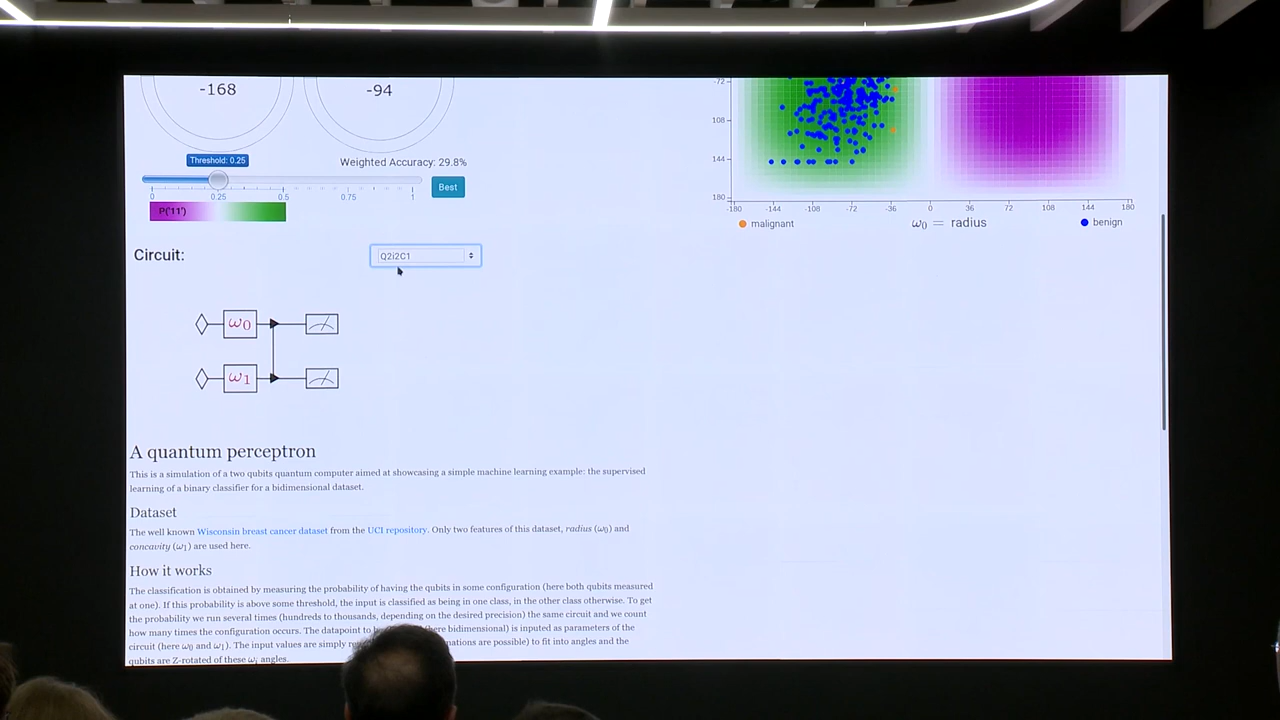 -168
-94
Threshold: 0.25
Weighted Accuracy: 29.8%
0 0.25 0.5 0.75 1
Best
P('11')
Circuit:
Q2i2C1
ω0
ω1
-72
108
144
180
-180 -144 -108 -72 -36 0 36 72 108 144 180
malignant
ω0 = radius
benign
A quantum perceptron
This is a simulation of a two qubits quantum computer aimed at showcasing a simple machine learning example: the supervised
learning of a binary classifier for a bidimensional dataset.
Dataset
The well known Wisconsin breast cancer dataset from the UCI repository. Only two features of this dataset, radius (ω0) and
concavity (ω1) are used here.
How it works
The classification is obtained by measuring the probability of having the qubits in some configuration (here both qubits measured
at one). If this probability is above some threshold, the input is classified as being in one class, in the other class otherwise. To get
the probability we run several times (hundreds to thousands, depending on the desired precision) the same circuit and we count
how many times the configuration occurs. The datapoint to (here bidimensional) is inputed as parameters of the
circuit (here ω0 and ω1). The input values are simply are possible) to fit into angles and the
qubits are Z-rotated of these ωi angles.